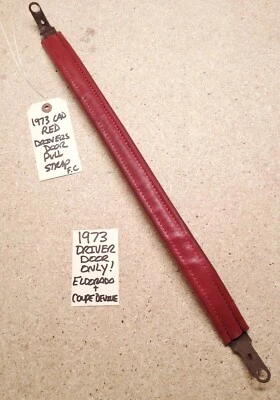 1973 CAD
RED
DRIVERS
DOOR
PULL
STRAP
F.C
1973
DRIVER
DOOR
ONLY!
ELDORADO
+
COUPE DEVILLE